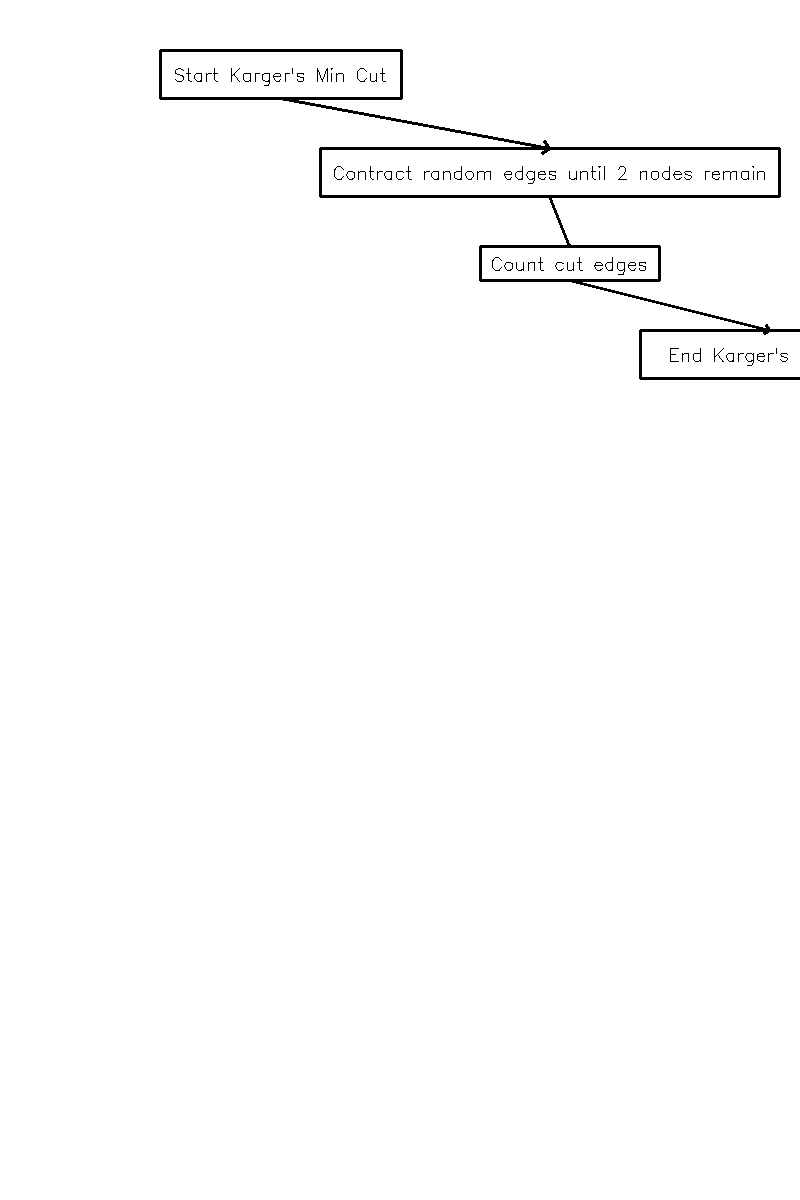 Start Karger's Min Cut
Contract random edges until 2 nodes remain
Count cut edges
End Karger's